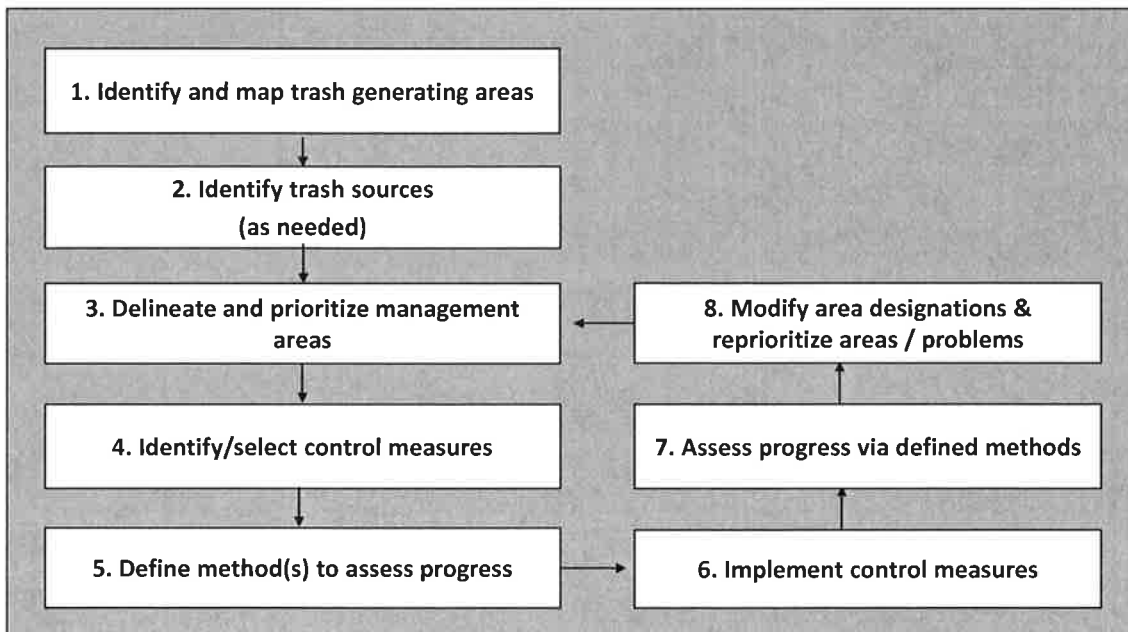 1. Identify and map trash generating areas
2. Identify trash sources
(as needed)
3. Delineate and prioritize management
areas
4. Identify/select control measures
5. Define method(s) to assess progress
6. Implement control measures
7. Assess progress via defined methods
8. Modify area designations &
reprioritize areas / problems